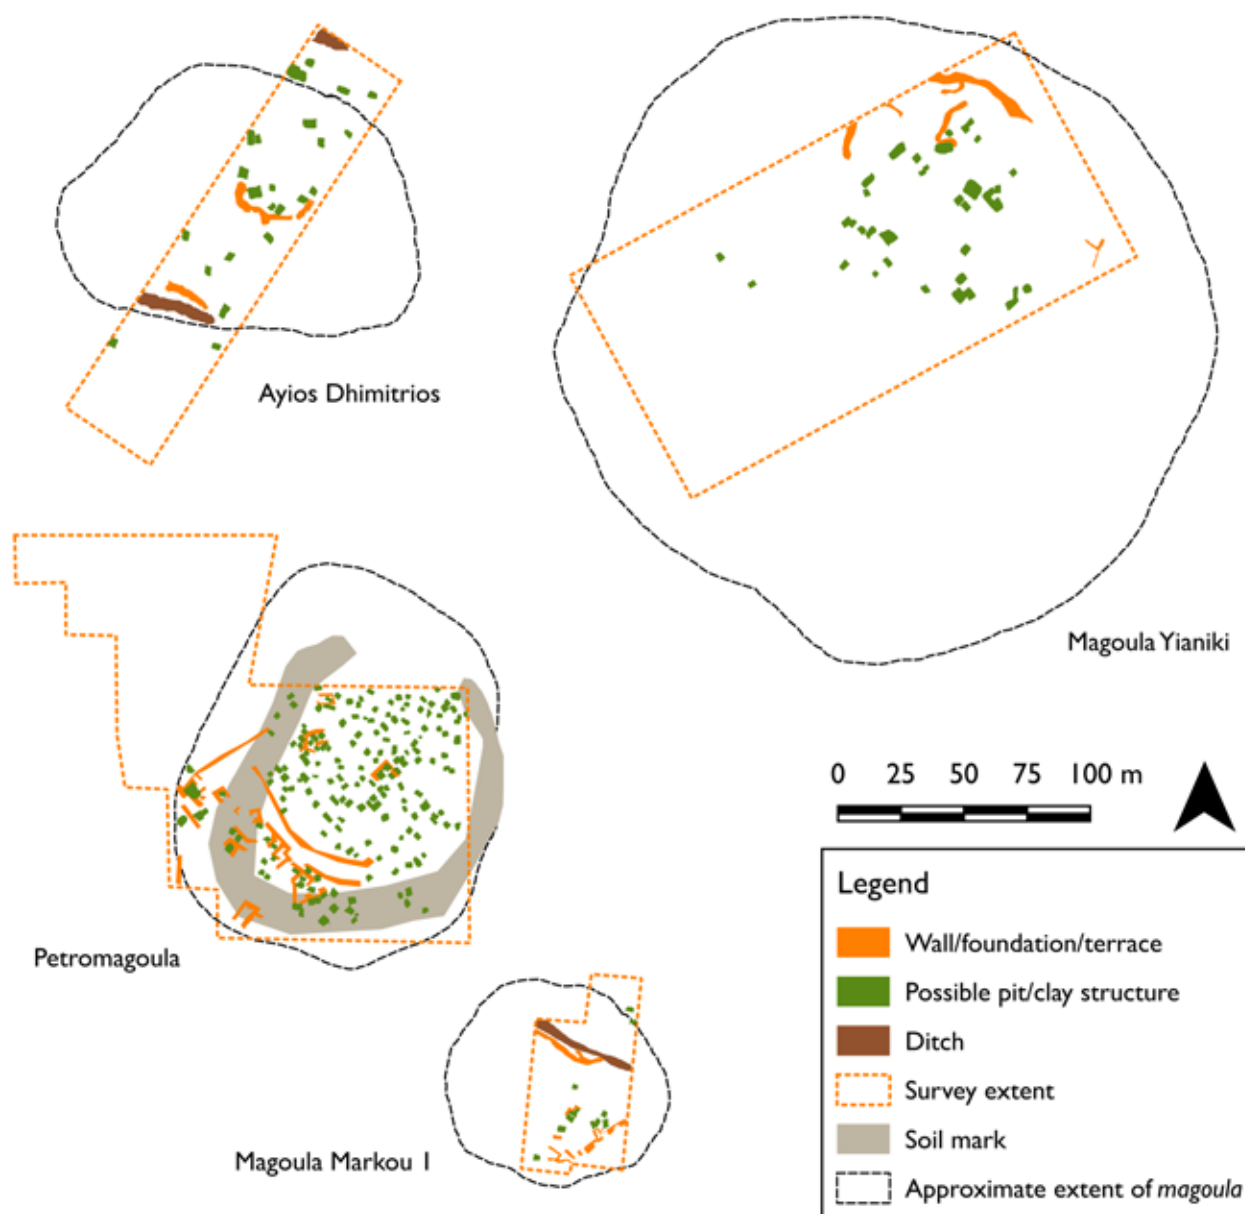 Ayios Dhimitrios
Magoula Yianiki
Petromagoula
Magoula Markou 1
0 25 50 75 100 m
Legend
Wall/foundation/terrace
Possible pit/clay structure
Ditch
Survey extent
Soil mark
Approximate extent of magoula